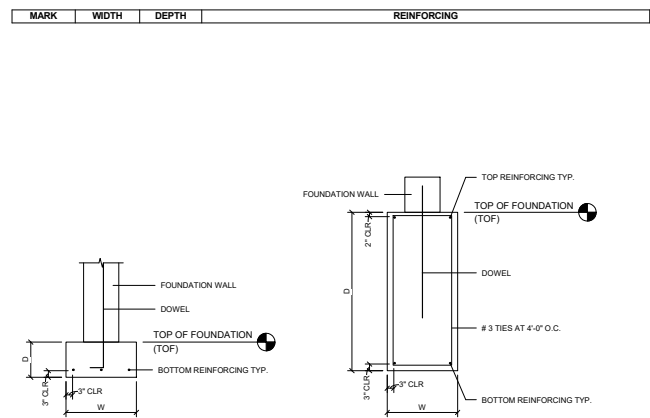 MARK WIDTH DEPTH REINFORCING
FOUNDATION WALL
DOWEL
TOP OF FOUNDATION
(TOF)
BOTTOM REINFORCING TYP.
D
3" CLR
3" CLR
W
TOP REINFORCING TYP.
FOUNDATION WALL
TOP OF FOUNDATION
(TOF)
2" CLR
DOWEL
D
# 3 TIES AT 4'-0" O.C.
3" CLR
3" CLR
BOTTOM REINFORCING TYP.
W